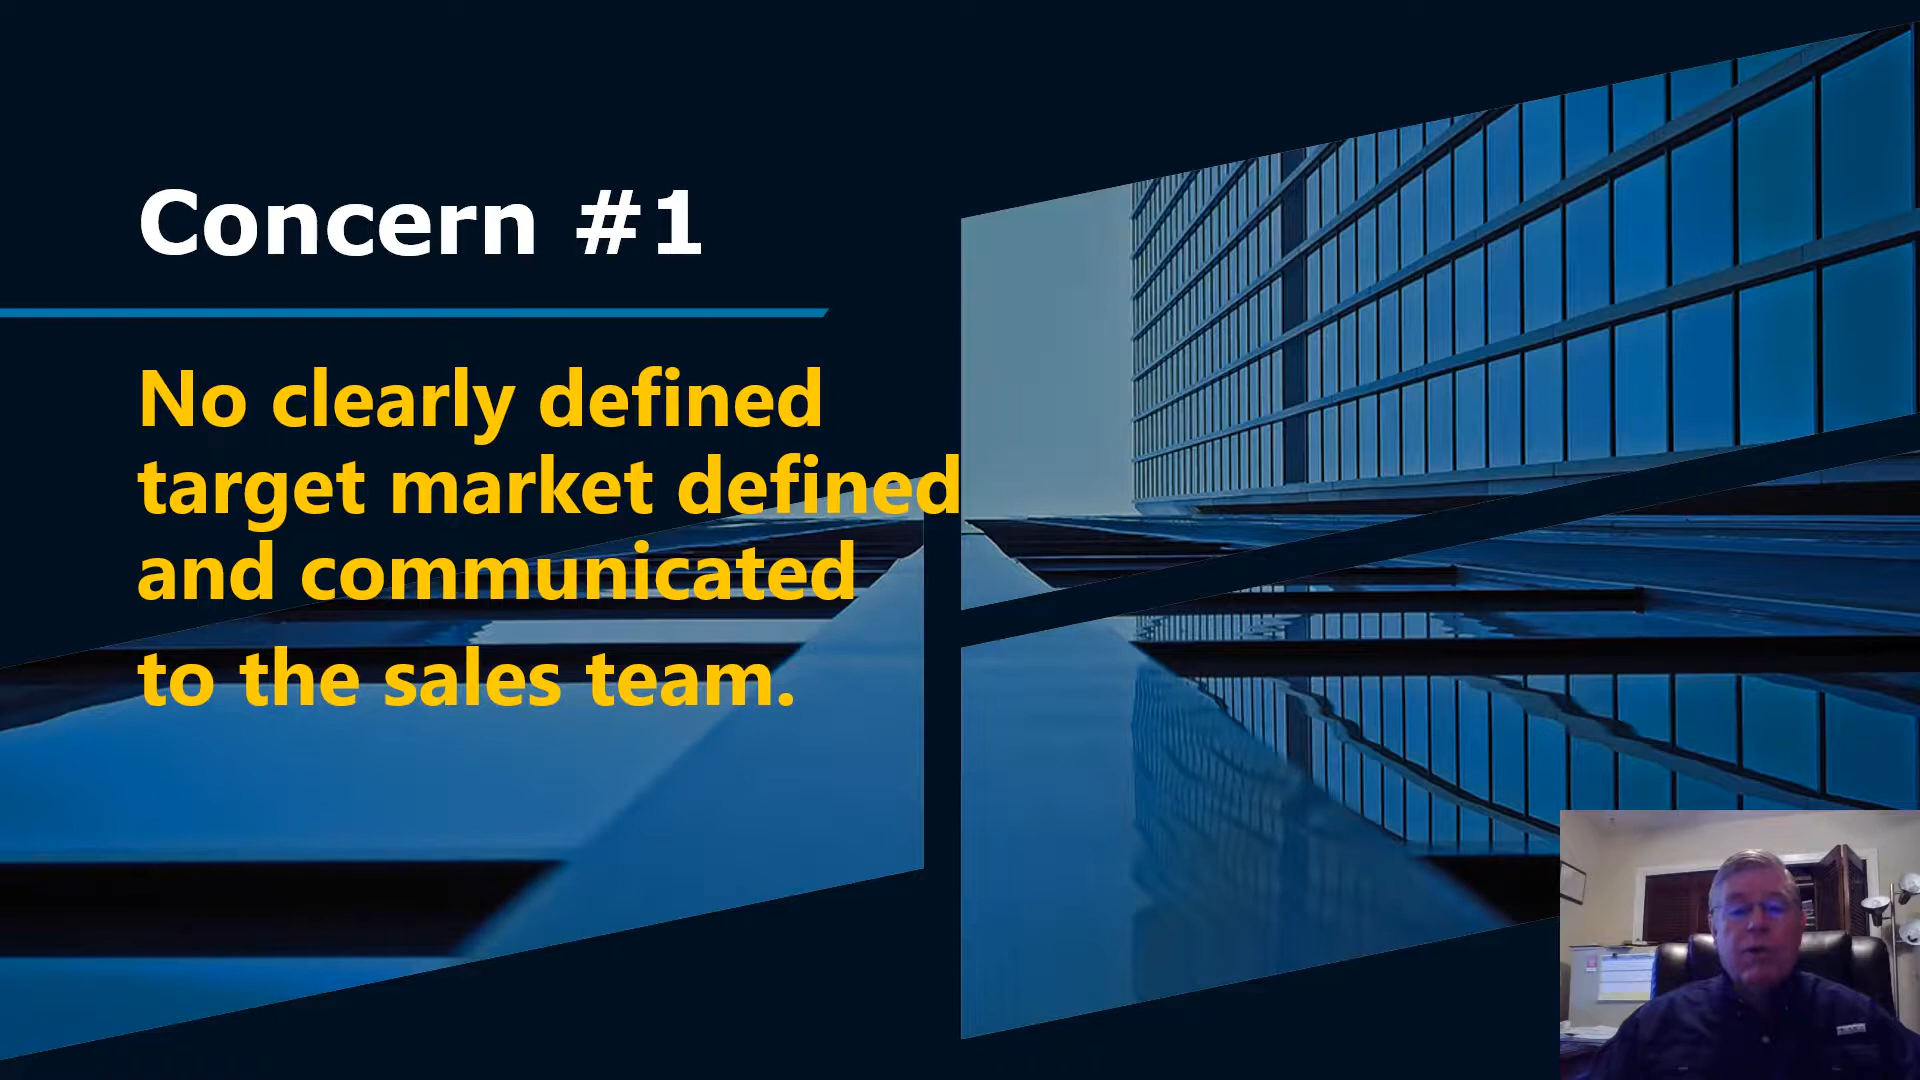 Concern #1
No clearly defined
target market defined
and communicated
to the sales team.